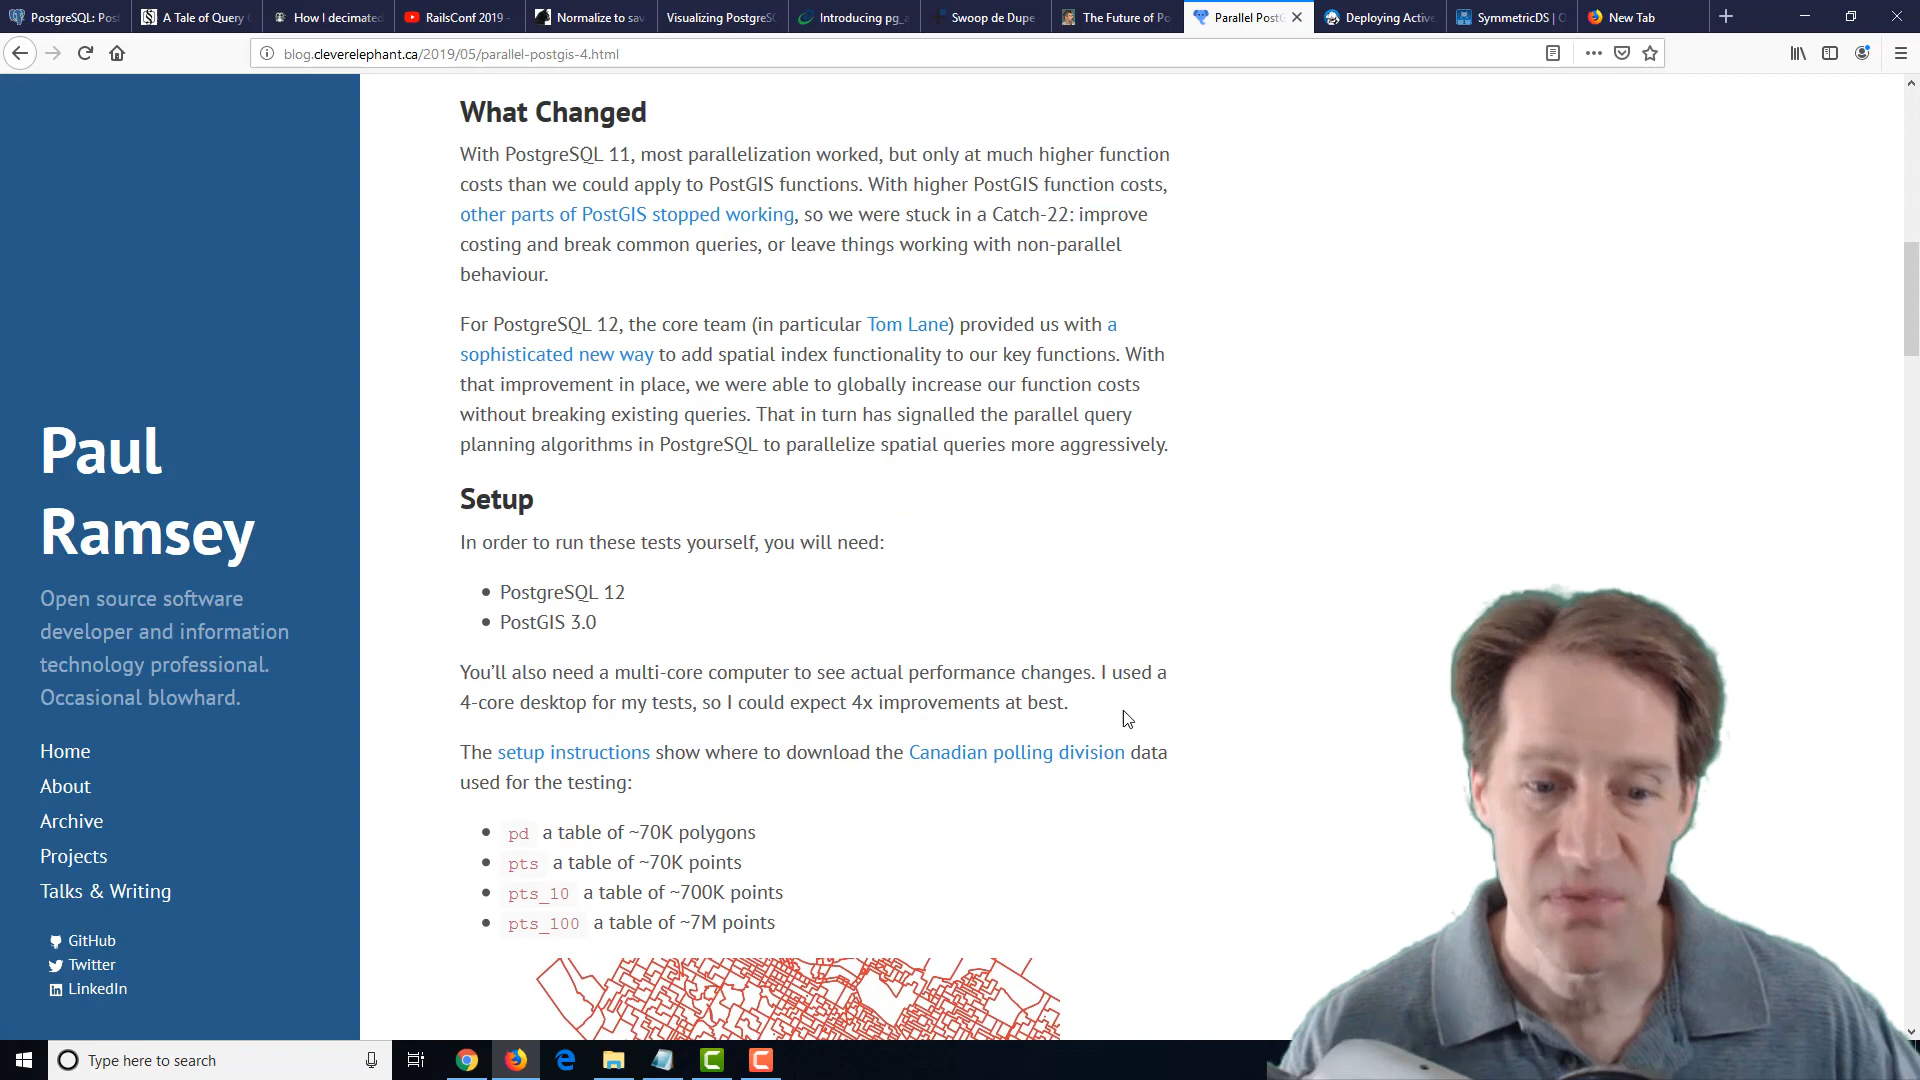 PostgreSQL: Pos
A Tale of Query
How I decimated
RailsConf 2019 -
Normalize to sav
Visualizing PostgreSC
Introducing pg_
Swoop de Dupe
The Future of Po
Parallel Post
Deploying Active
SymmetricDS | O
New Tab
blog.cleverelephant.ca/2019/05/parallel-postgis-4.html
Paul
Ramsey
Open source software
developer and information
technology professional.
Occasional blowhard.
Home
About
Archive
Projects
Talks & Writing
GitHub
Twitter
LinkedIn
What Changed
With PostgreSQL 11, most parallelization worked, but only at much higher function
costs than we could apply to PostGIS functions. With higher PostGIS function costs,
other parts of PostGIS stopped working, so we were stuck in a Catch-22: improve
costing and break common queries, or leave things working with non-parallel
behaviour.
For PostgreSQL 12, the core team (in particular Tom Lane) provided us with a
sophisticated new way to add spatial index functionality to our key functions. With
that improvement in place, we were able to globally increase our function costs
without breaking existing queries. That in turn has signalled the parallel query
planning algorithms in PostgreSQL to parallelize spatial queries more aggressively.
Setup
In order to run these tests yourself, you will need:
PostgreSQL 12
PostGIS 3.0
You’ll also need a multi-core computer to see actual performance changes. I used a
4-core desktop for my tests, so I could expect 4x improvements at best.
The setup instructions show where to download the Canadian polling division data
used for the testing:
pd a table of ~70K polygons
pts a table of ~70K points
pts_10 a table of ~700K points
pts_100 a table of ~7M points
Type here to search